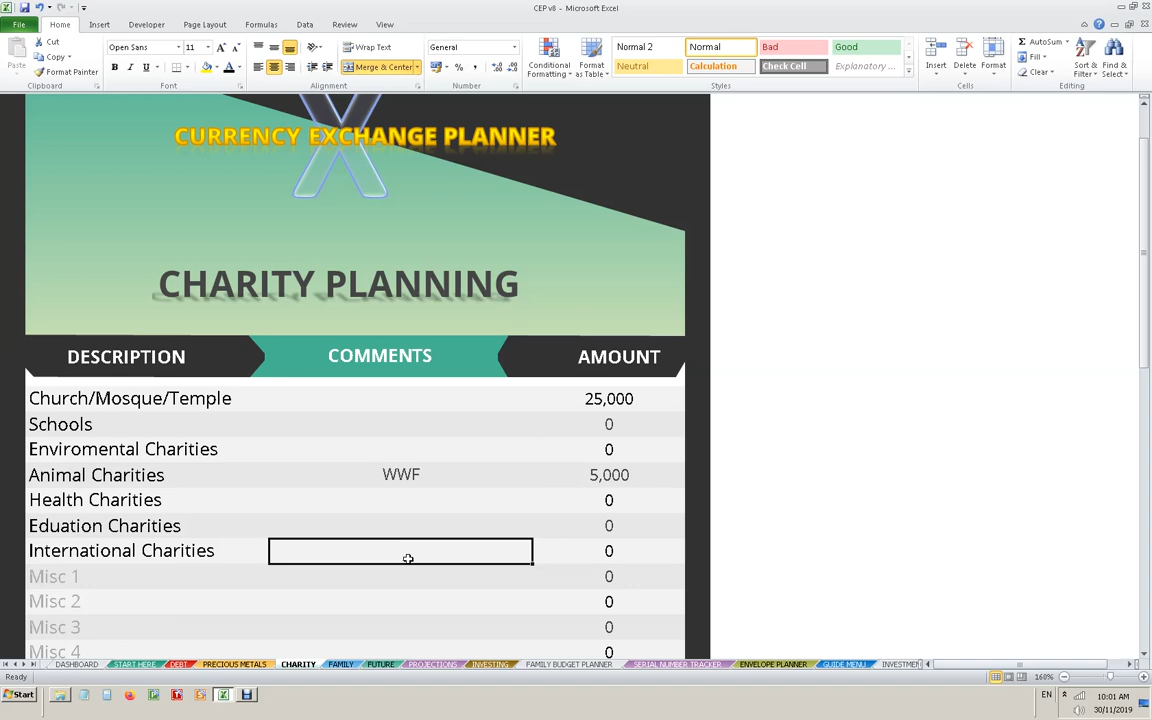 CEP v8 - Microsoft Excel
File Home Insert Developer Page Layout Formulas Data Review View
Paste
Cut
Copy
Format Painter
Clipboard
Open Sans 11
B I U
Font
Wrap Text
Merge & Center
Alignment
General
Number
Conditional Formatting
Format as Table
Normal 2 Normal Bad Good
Neutral Calculation Check Cell Explanatory ...
Styles
Insert Delete Format
Cells
AutoSum
Fill
Clear
Sort & Filter
Find & Select
Editing
X
CURRENCY EXCHANGE PLANNER
CHARITY PLANNING
DESCRIPTION COMMENTS AMOUNT
Church/Mosque/Temple 25,000
Schools 0
Enviromental Charities 0
Animal Charities WWF 5,000
Health Charities 0
Eduation Charities 0
International Charities 0
Misc 1 0
Misc 2 0
Misc 3 0
Misc 4 0
DASHBOARD START HERE DEBT PRECIOUS METALS CHARITY FAMILY FUTURE PROJECTIONS INVESTING FAMILY BUDGET PLANNER SERIAL NUMBER TRACKER ENVELOPE PLANNER GUIDE MENU INVESTMEN
Ready 160%
Start EN 10:01 AM
30/11/2019